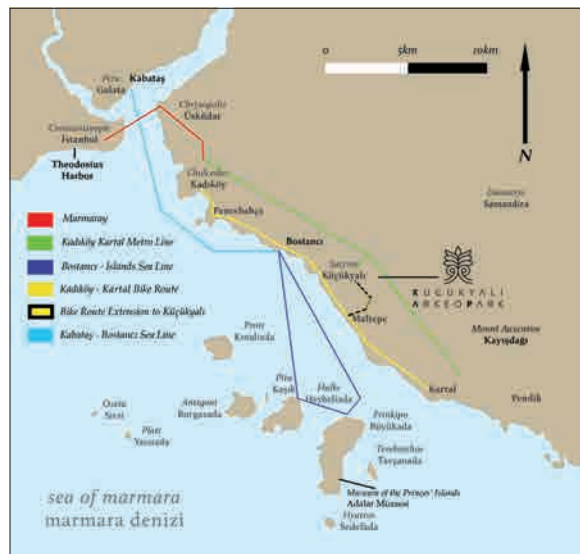 Pera
Galata
Kabataş
Chrysopolis
Üsküdar
Constantinople
İstanbul
Theodosius
Harbor
Chalcedon
Kadıköy
Fenerbahçe
Bostancı
0 5km 10km
N
Samandıra
Marmaray
Kadıköy Kartal Metro Line
Bostancı - Islands Sea Line
Kadıköy - Kartal Bike Route
Bike Route Extension to Küçükyalı
Kabataş - Bostancı Sea Line
Satyros
Küçükyalı
KÜÇÜKYALI
ARKEOPARK
Maltepe
Mount Auxentios
Kayışdağı
Kartal
Pendik
Proti
Kınalıada
Pita
Kaşık
Halki
Heybeliada
Antigoni
Burgazada
Oxeia
Sivri
Plati
Yassıada
Prinkipo
Büyükada
Terebinthos
Tavşanada
Museum of the Princes' Islands
Adalar Müzesi
Sedefada
sea of marmara
marmara denizi